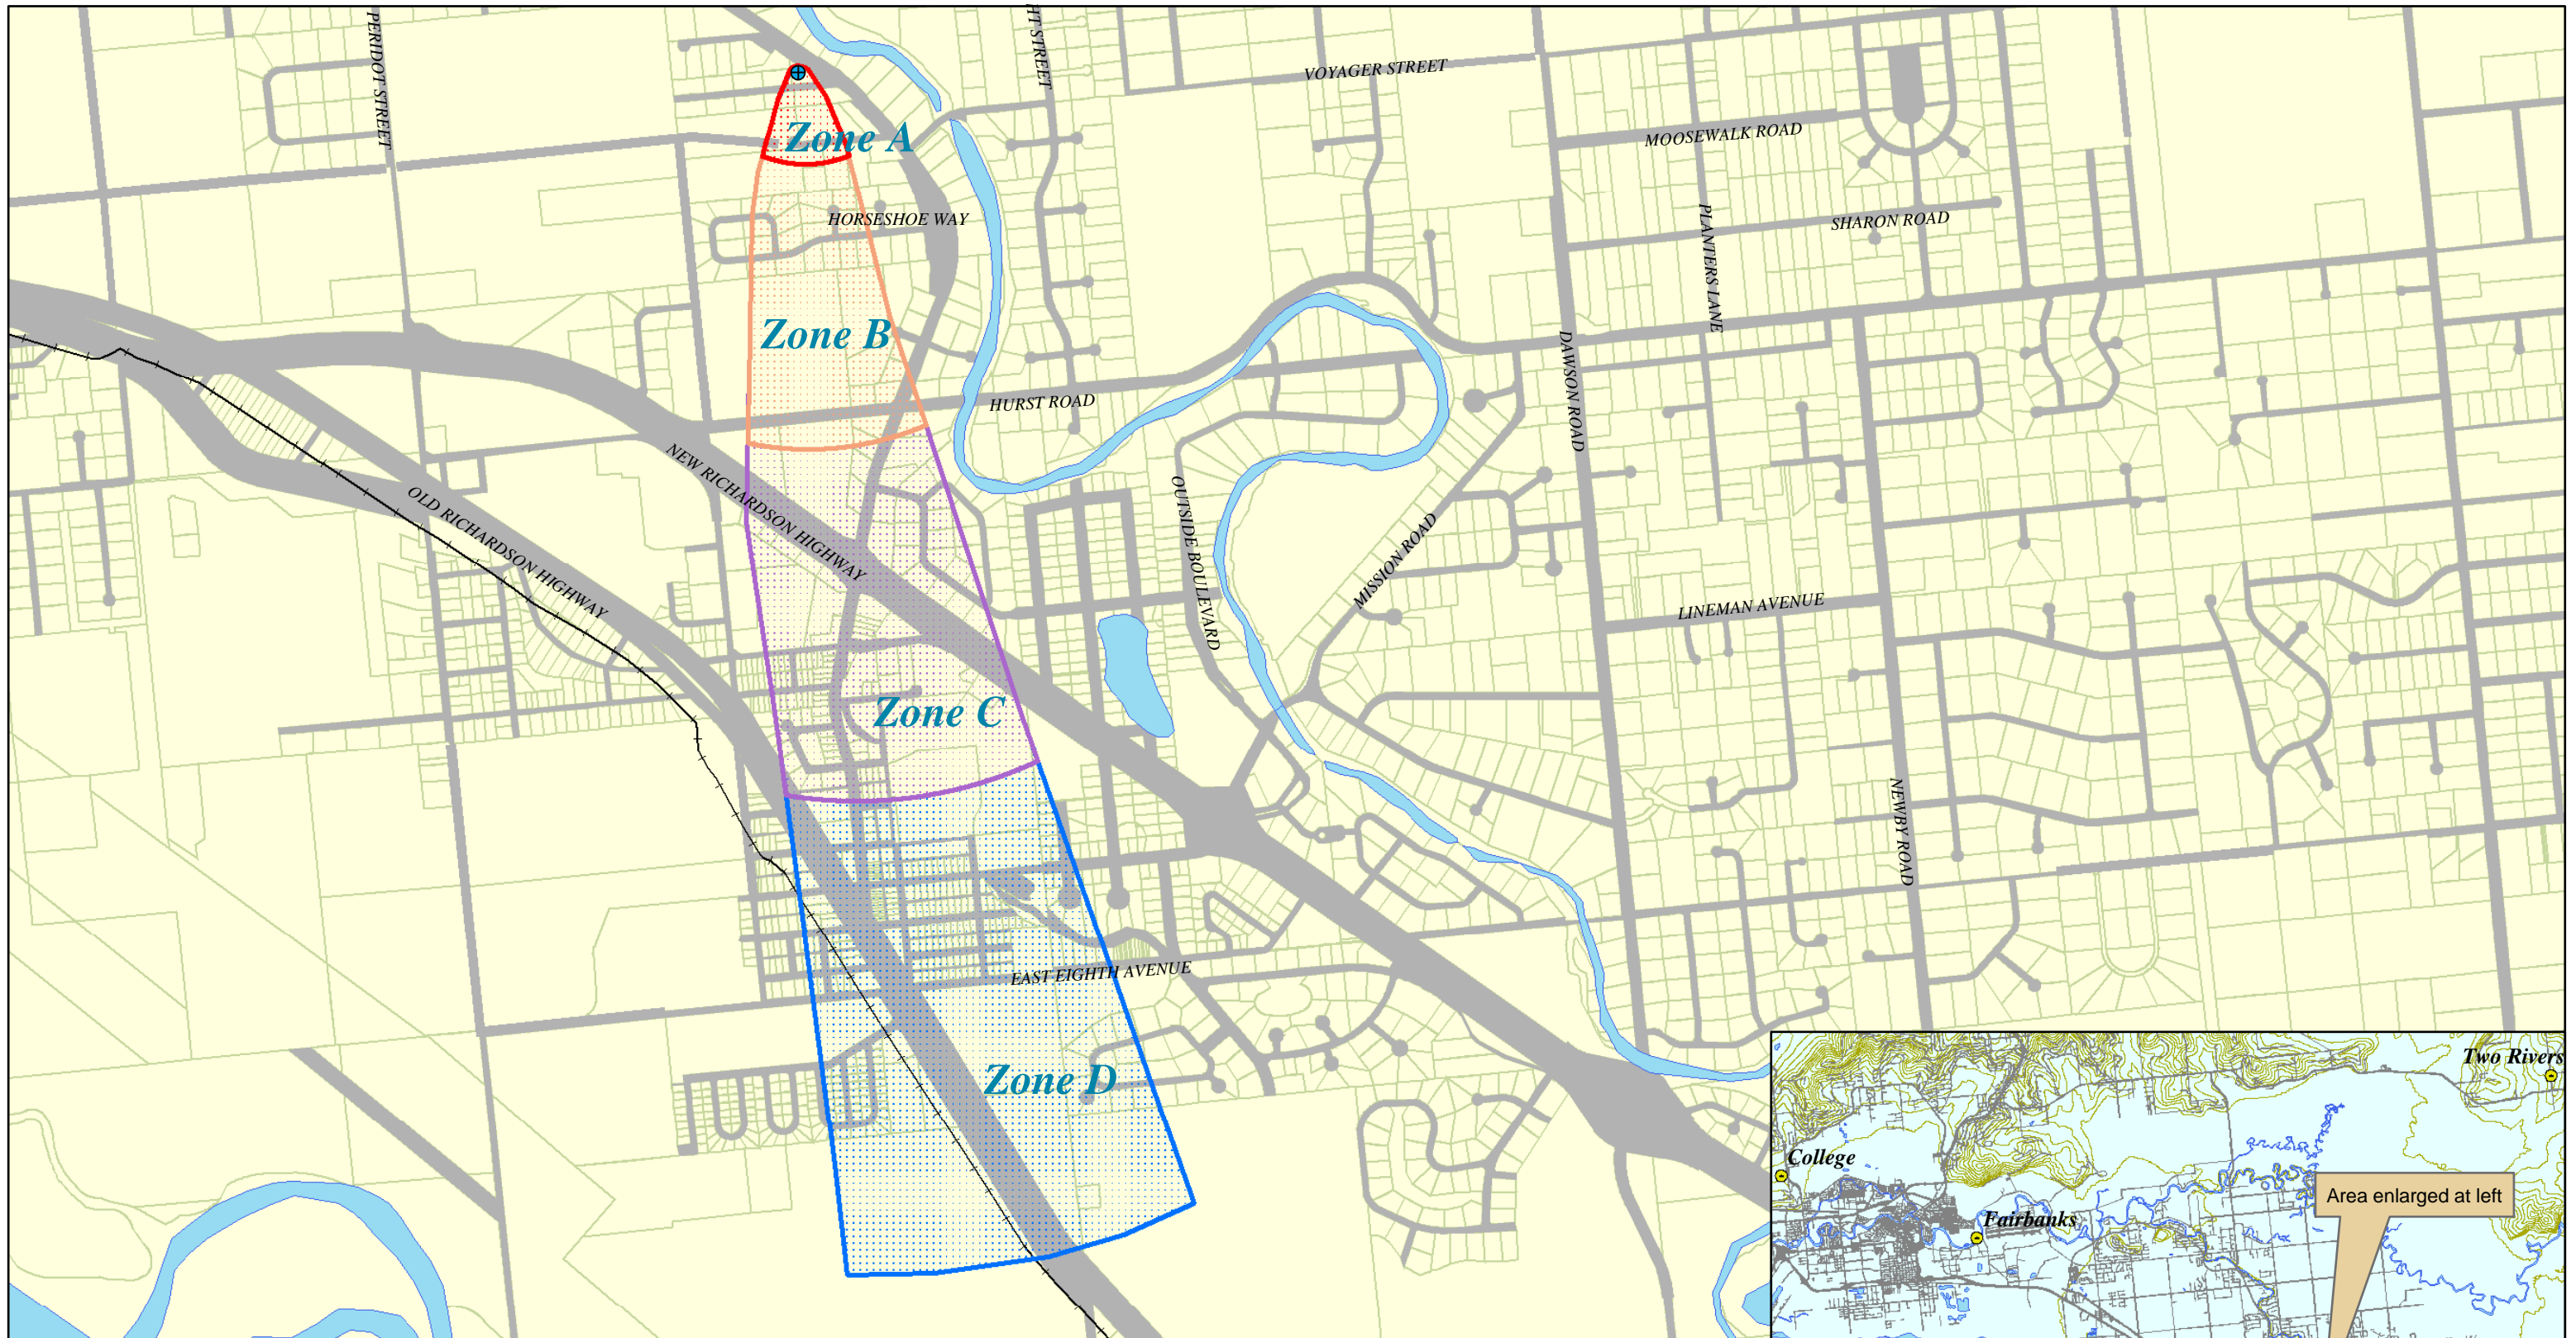 PERIDOT STREET
HT STREET
VOYAGER STREET
MOOSEWALK ROAD
Zone A
HORSESHOE WAY
PLANTERS LANE
SHARON ROAD
Zone B
HURST ROAD
DAWSON ROAD
NEW RICHARDSON HIGHWAY
OLD RICHARDSON HIGHWAY
OUTSIDE BOULEVARD
MISSION ROAD
LINEMAN AVENUE
Zone C
NEWBY ROAD
EAST EIGHTH AVENUE
Zone D
Two Rivers
College
Area enlarged at left
Fairbanks